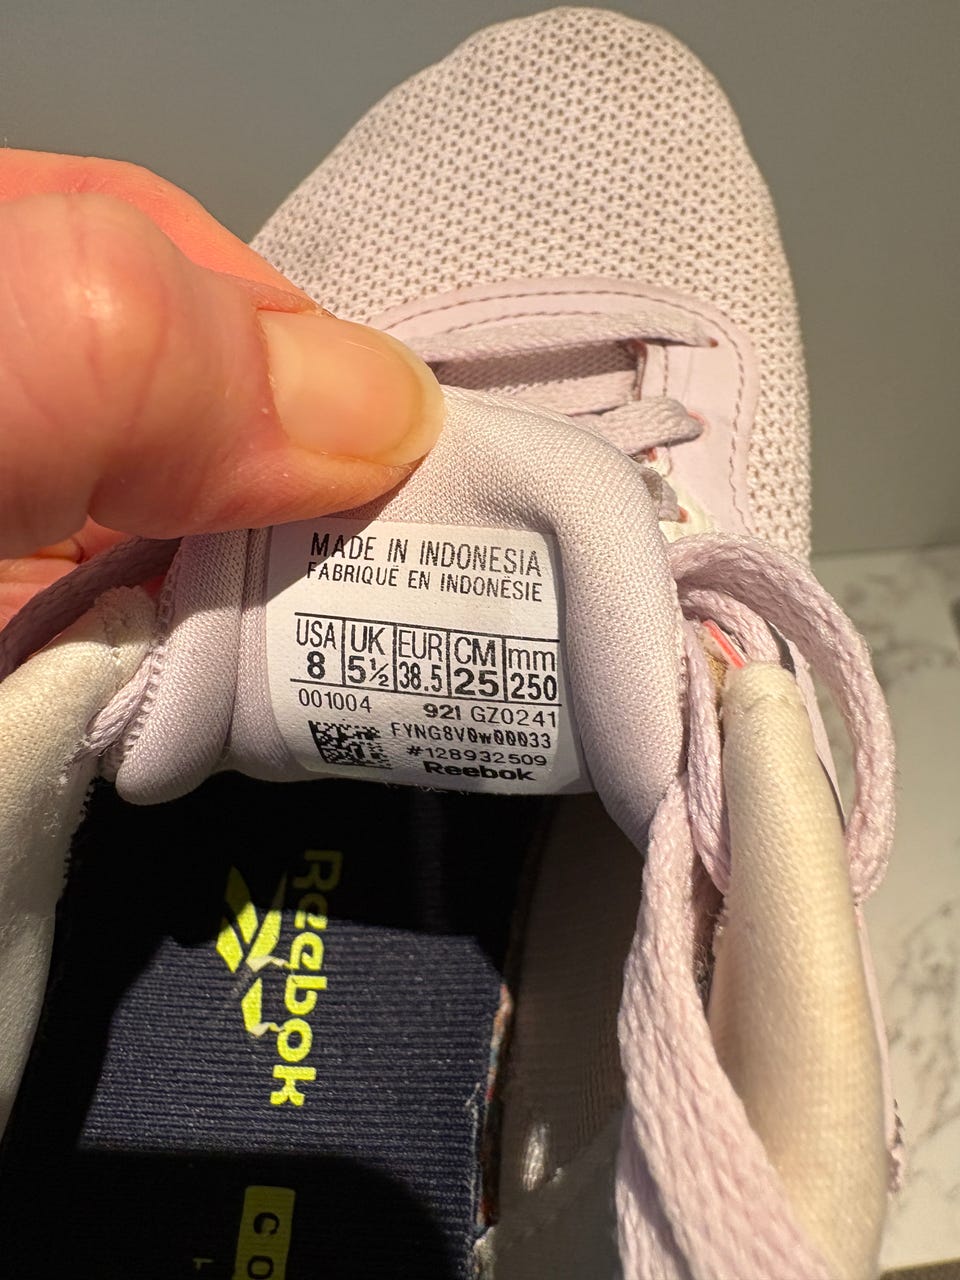 MADE IN INDONESIA
FABRIQUÉ EN INDONÉSIE
USA UK EUR CM mm
8 5½ 38.5 25 250
001004 921 GZ0241
FYNG8V0w00033
#128932509
Reebok
Reebok
CO